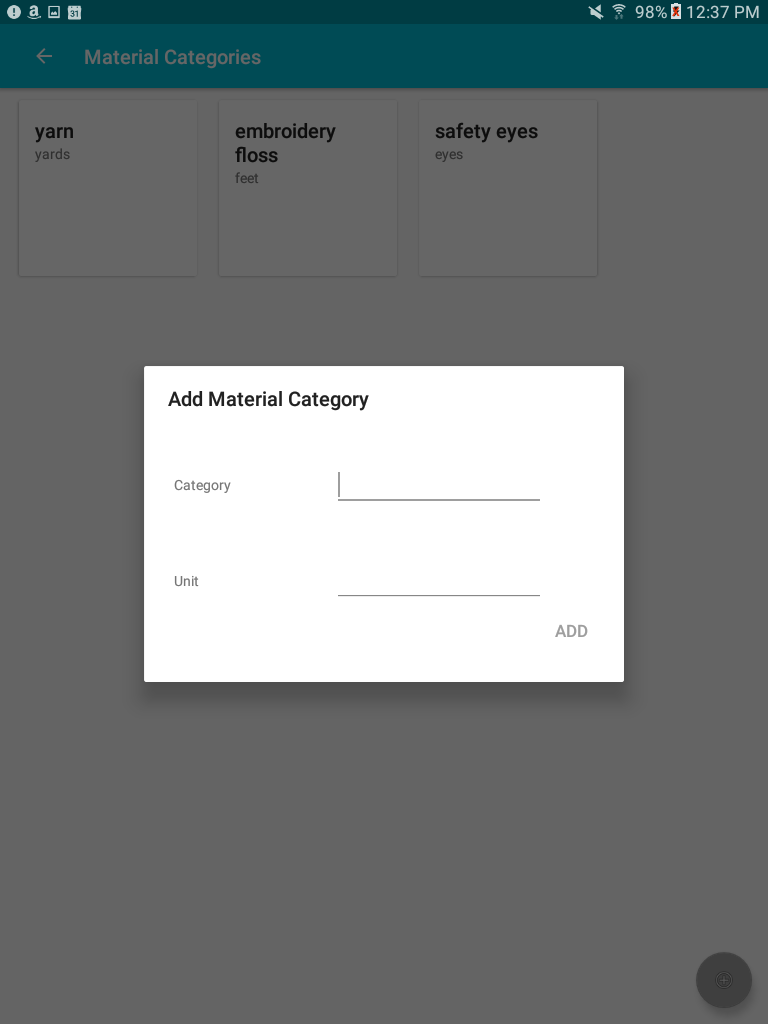 31 98% 12:37 PM
Material Categories
yarn
yards
embroidery
floss
feet
safety eyes
eyes
Add Material Category
Category
Unit
ADD